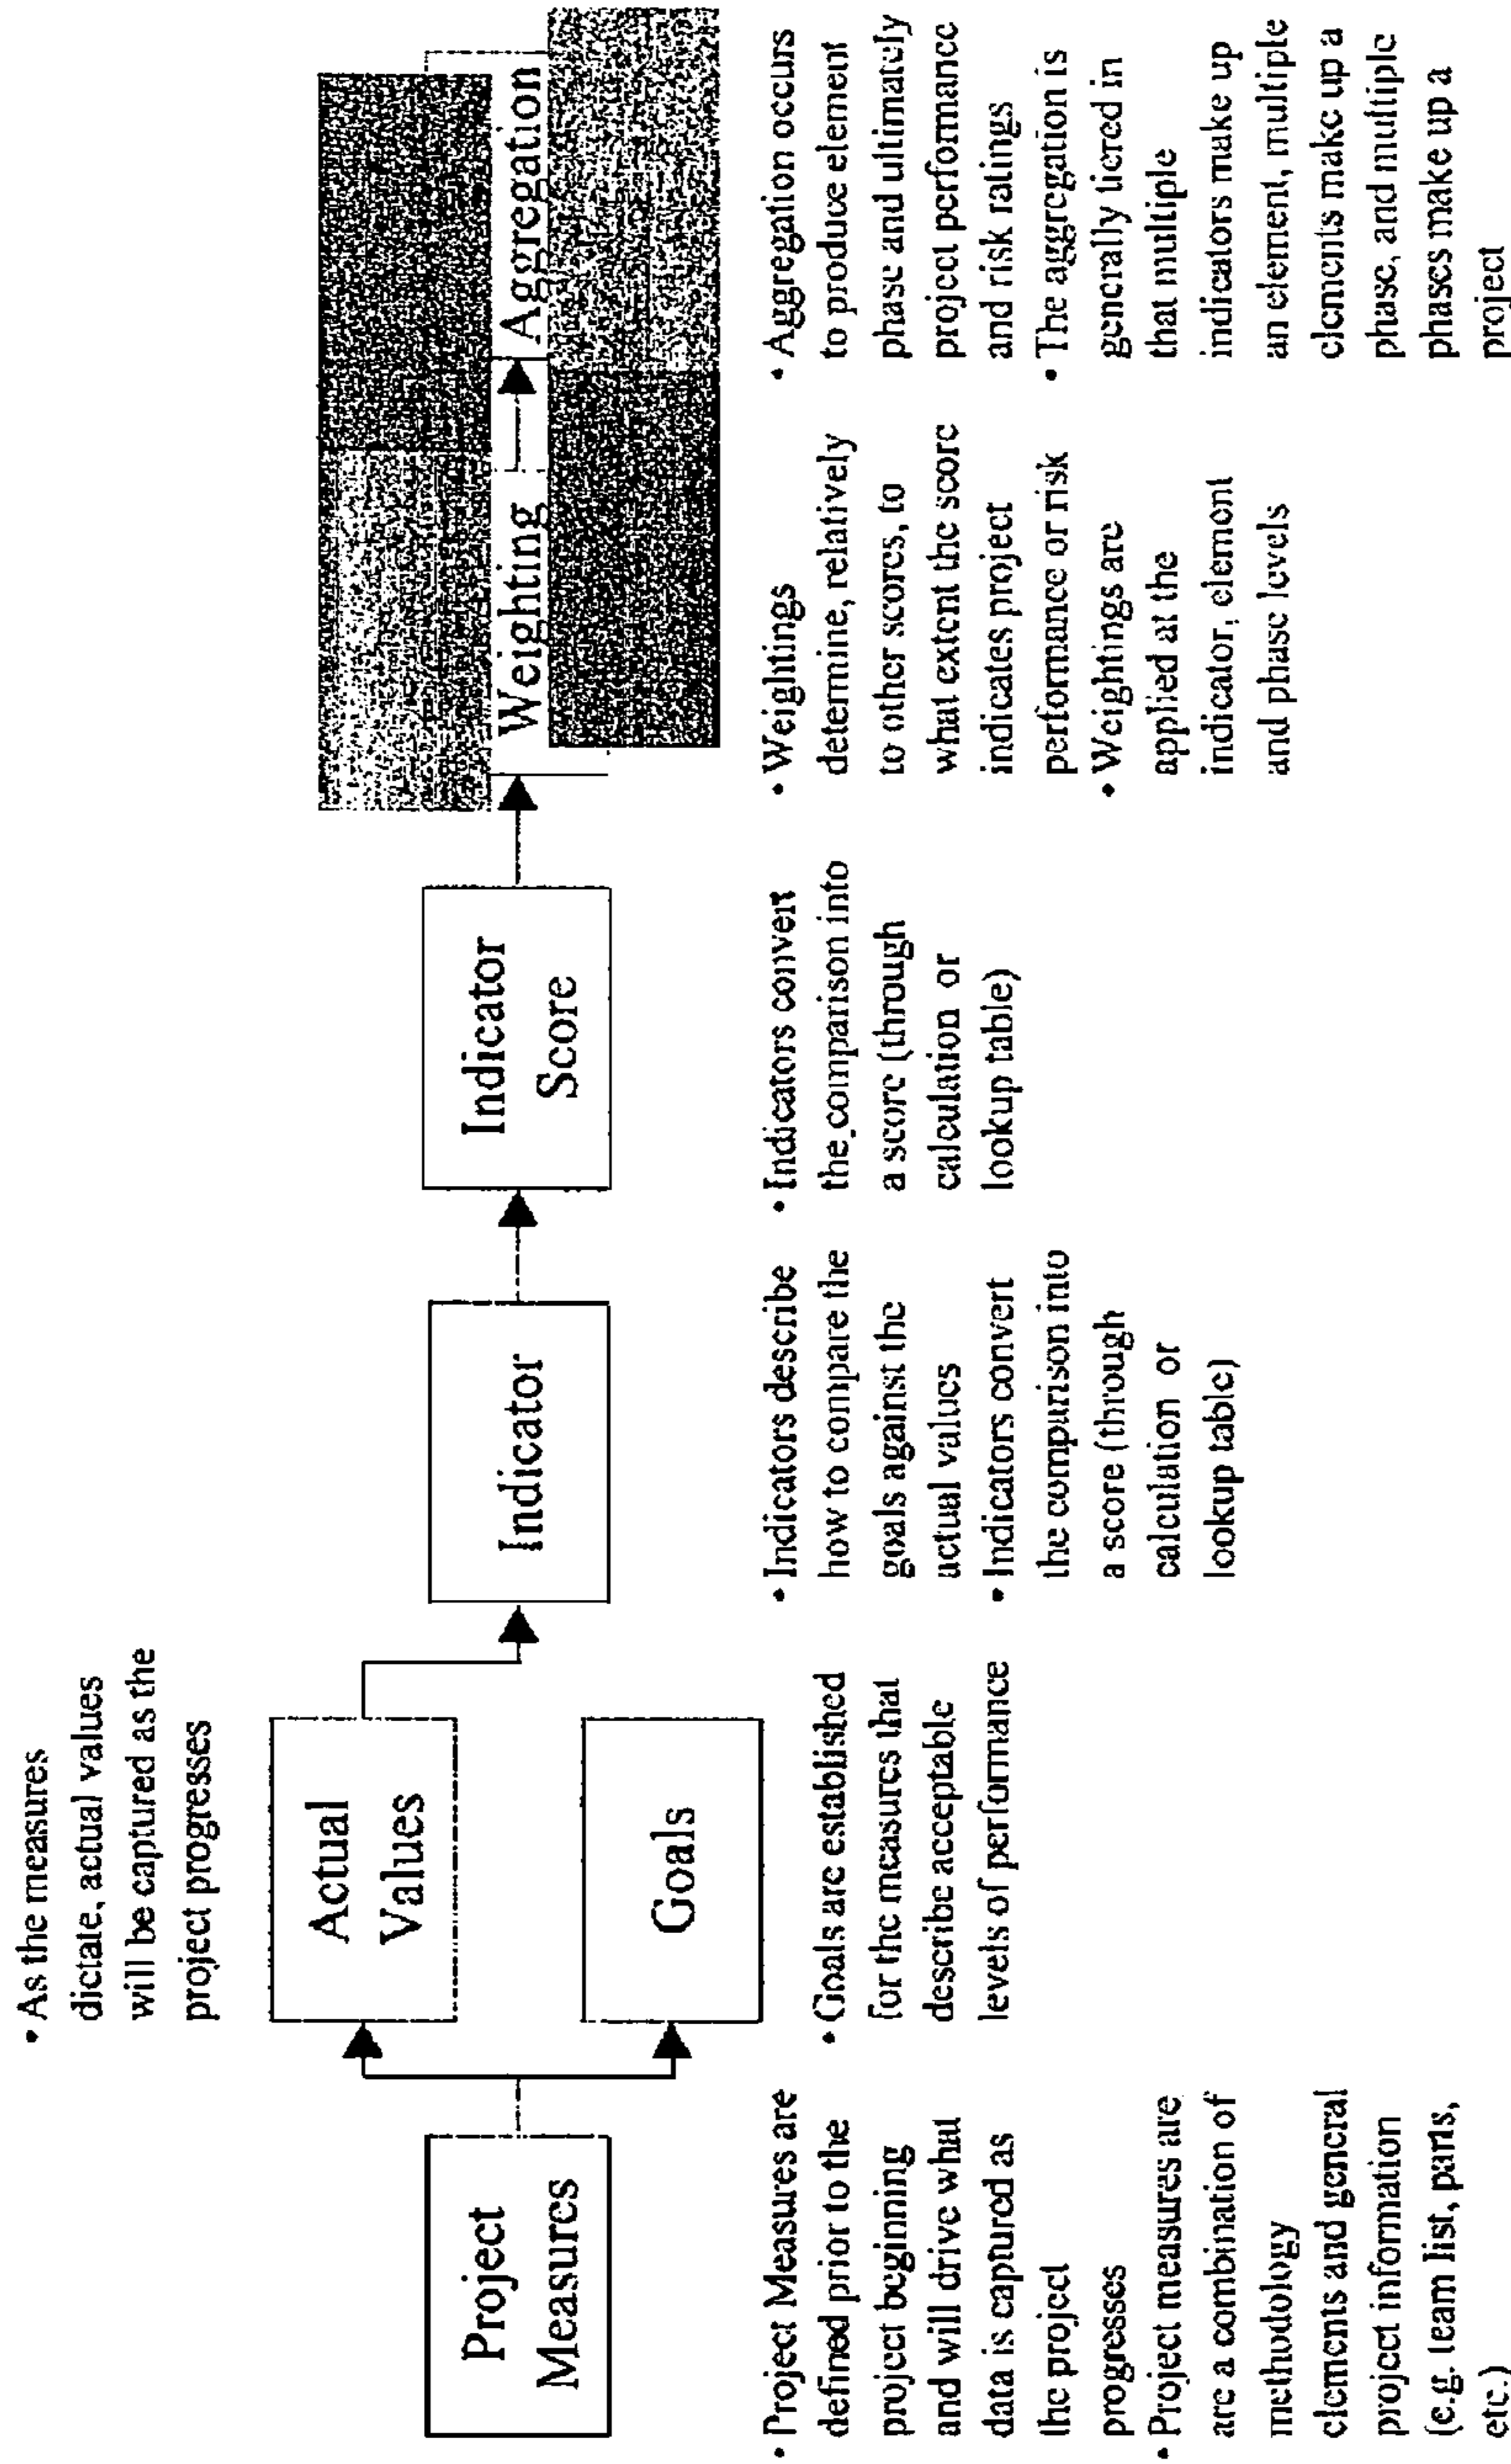 • As the measures
dictate, actual values
will be captured as the
project progresses
Project
Measures
Actual
Values
Goals
Indicator
Indicator
Score
Weighting
Aggregation
• Project Measures are
defined prior to the
project beginning
and will drive what
data is captured as
the project
progresses
• Project measures are
are a combination of
methodology
elements and general
project information
(e.g. team list, parts,
etc.)
• Goals are established
for the measures that
describe acceptable
levels of performance
• Indicators describe
how to compare the
goals against the
actual values
• Indicators convert
the comparison into
a score (through
calculation or
lookup table)
• Indicators convert
the comparison into
a score (through
calculation or
lookup table)
• Weightings
determine, relatively
to other scores, to
what extent the score
indicates project
performance or risk
• Weightings are
applied at the
indicator, element
and phase levels
• Aggregation occurs
to produce element
phase and ultimately
project performance
and risk ratings
• The aggregation is
generally tiered in
that multiple
indicators make up
an element, multiple
elements make up a
phase, and multiple
phases make up a
project